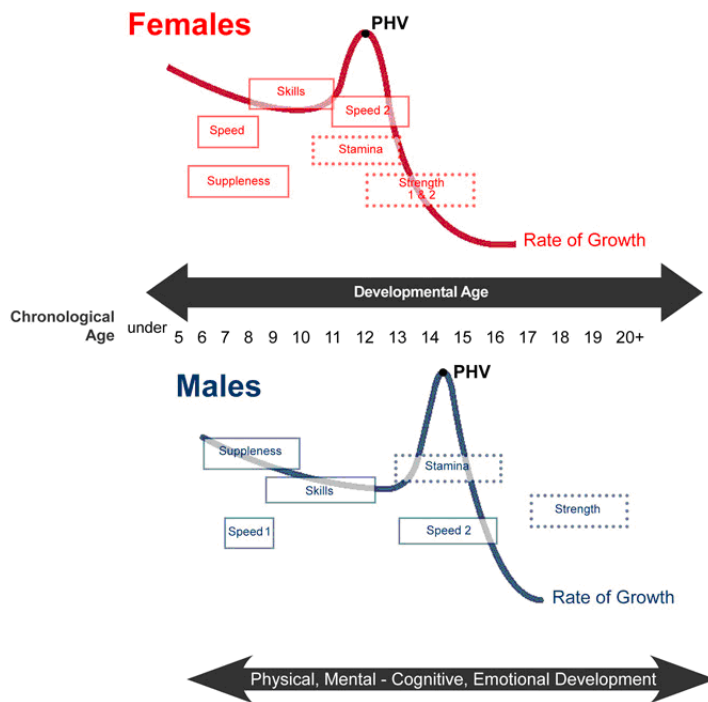 Females
PHV
Skills
Speed 2
Speed
Stamina
Suppleness
Strength
1 & 2
Rate of Growth
Developmental Age
Chronological
Age
under 5 6 7 8 9 10 11 12 13 14 15 16 17 18 19 20+
PHV
Males
Suppleness
Stamina
Skills
Strength
Speed 1
Speed 2
Rate of Growth
Physical, Mental - Cognitive, Emotional Development